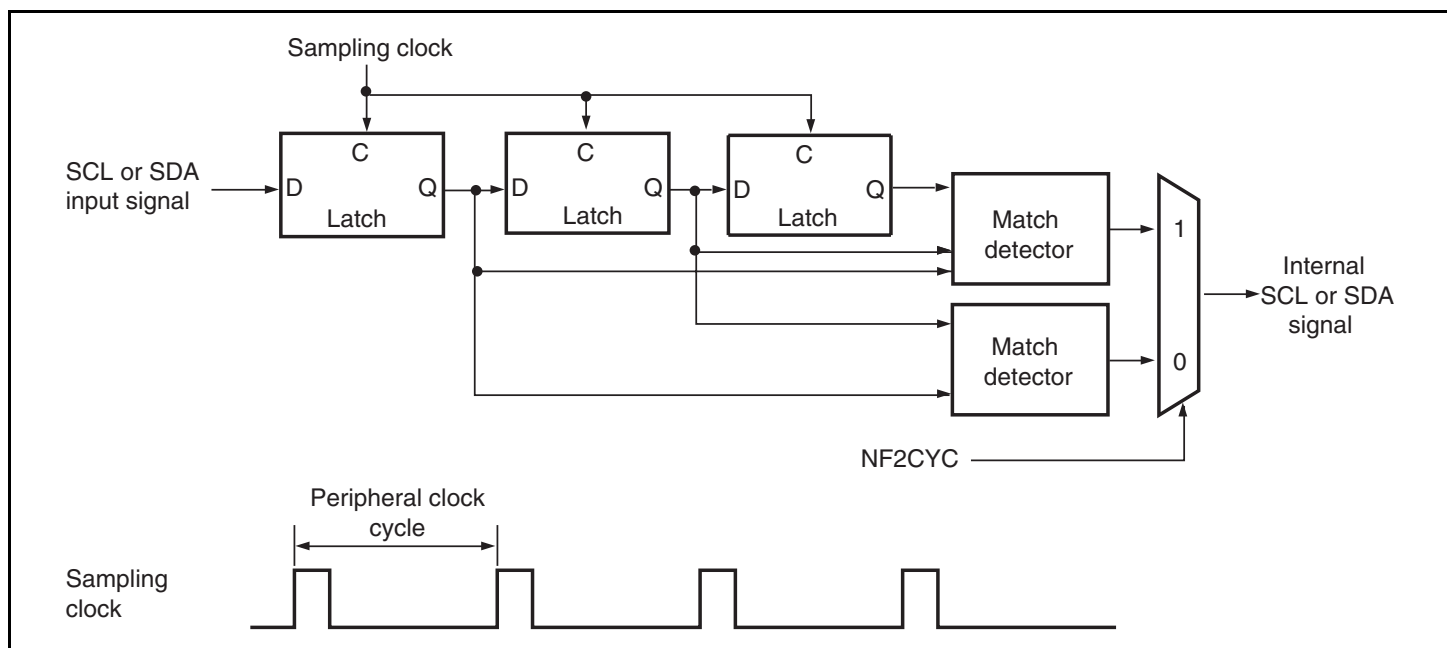 Sampling clock
C
C
C
SCL or SDA
input signal
D
Q
D
Q
D
Q
Latch
Latch
Latch
Match
detector
1
Internal
SCL or SDA
signal
Match
detector
0
NF2CYC
Peripheral clock
cycle
Sampling
clock